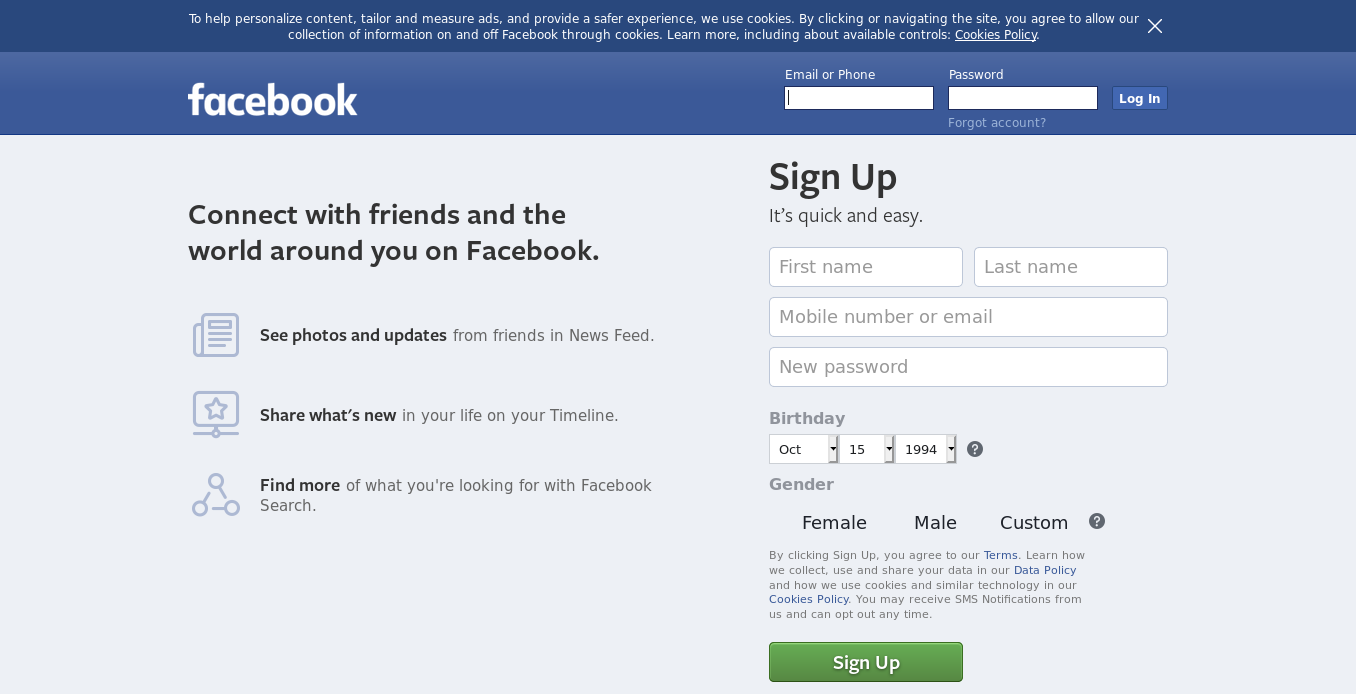 To help personalize content, tailor and measure ads, and provide a safer experience, we use cookies. By clicking or navigating the site, you agree to allow our
collection of information on and off Facebook through cookies. Learn more, including about available controls: Cookies Policy.
facebook
Email or Phone
Password
Log In
Forgot account?
Connect with friends and the
world around you on Facebook.
See photos and updates from friends in News Feed.
Share what's new in your life on your Timeline.
Find more of what you're looking for with Facebook
Search.
Sign Up
It's quick and easy.
First name
Last name
Mobile number or email
New password
Birthday
Oct 15 1994 ?
Gender
Female Male Custom ?
By clicking Sign Up, you agree to our Terms. Learn how
we collect, use and share your data in our Data Policy
and how we use cookies and similar technology in our
Cookies Policy. You may receive SMS Notifications from
us and can opt out any time.
Sign Up